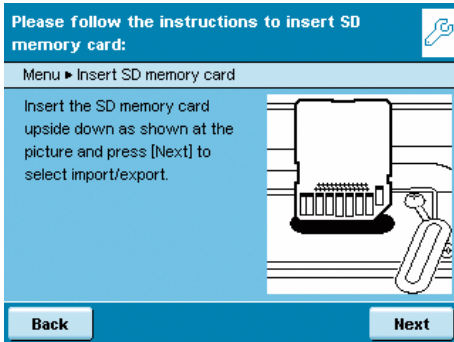 Please follow the instructions to insert SD
memory card:
Menu ▸ Insert SD memory card
Insert the SD memory card
upside down as shown at the
picture and press [Next] to
select import/export.
Back
Next